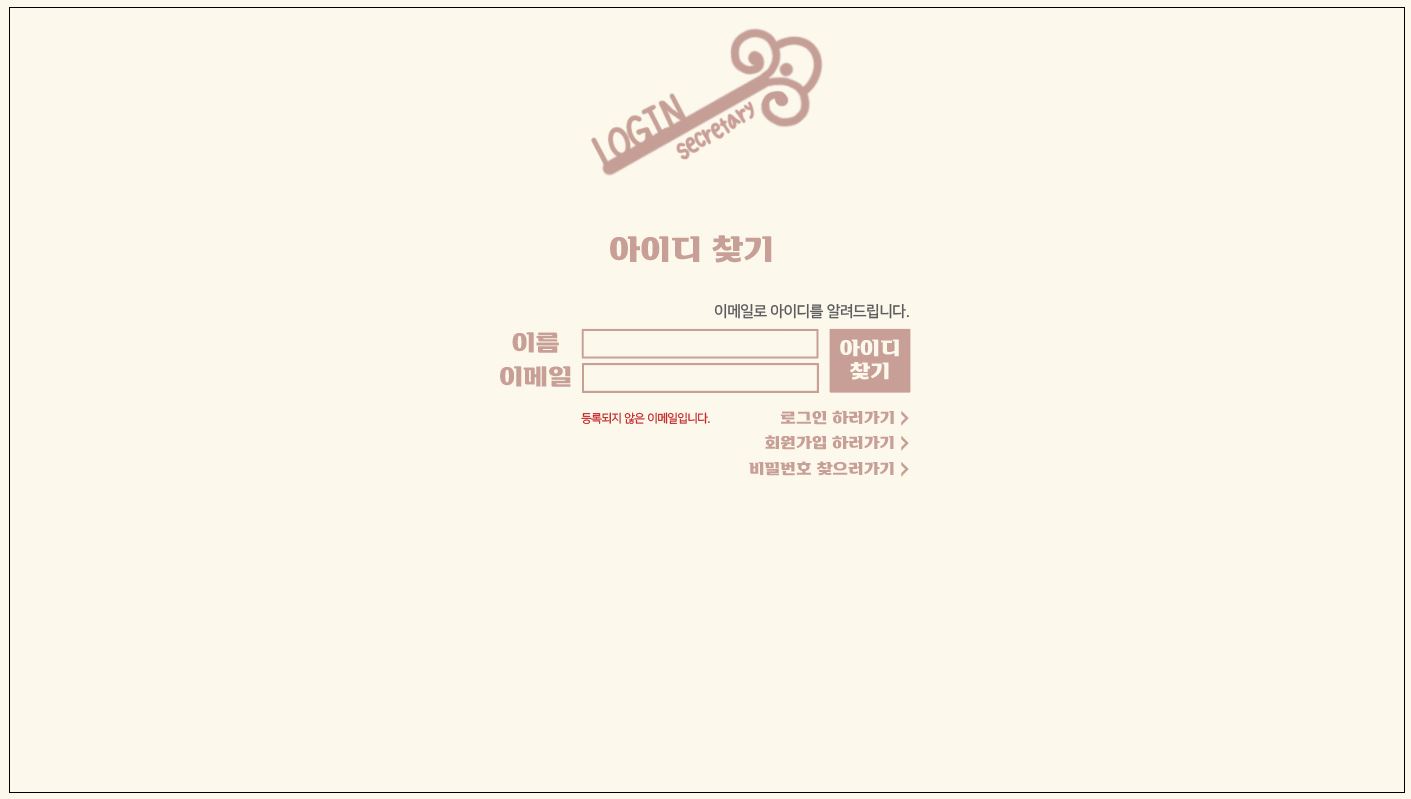 LOGIN
secretary
아이디 찾기
이메일로 아이디를 알려드립니다.
이름
이메일
아이디
찾기
등록되지 않은 이메일입니다.
로그인 하러가기 >
회원가입 하러가기 >
비밀번호 찾으러가기 >